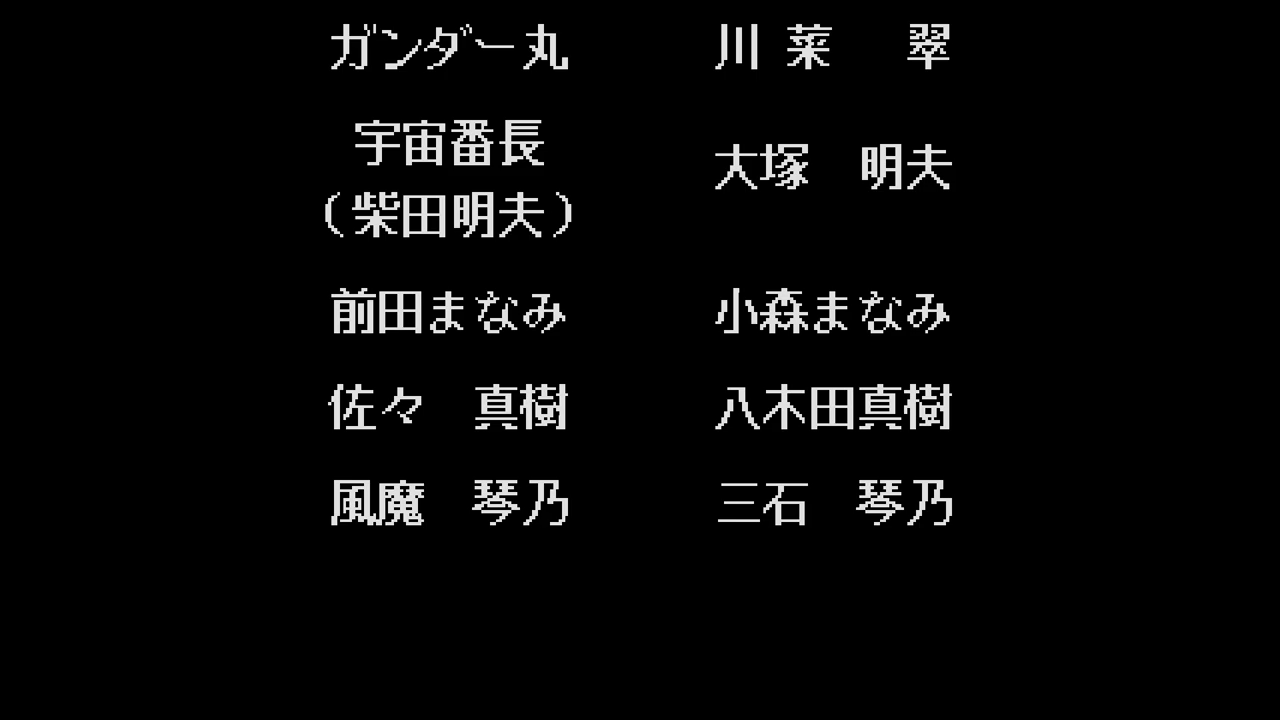 ガンダー丸　川菜　翠
宇宙番長
（柴田明夫）　大塚　明夫
前田まなみ　小森まなみ
佐々　真樹　八木田真樹
風魔　琴乃　三石　琴乃